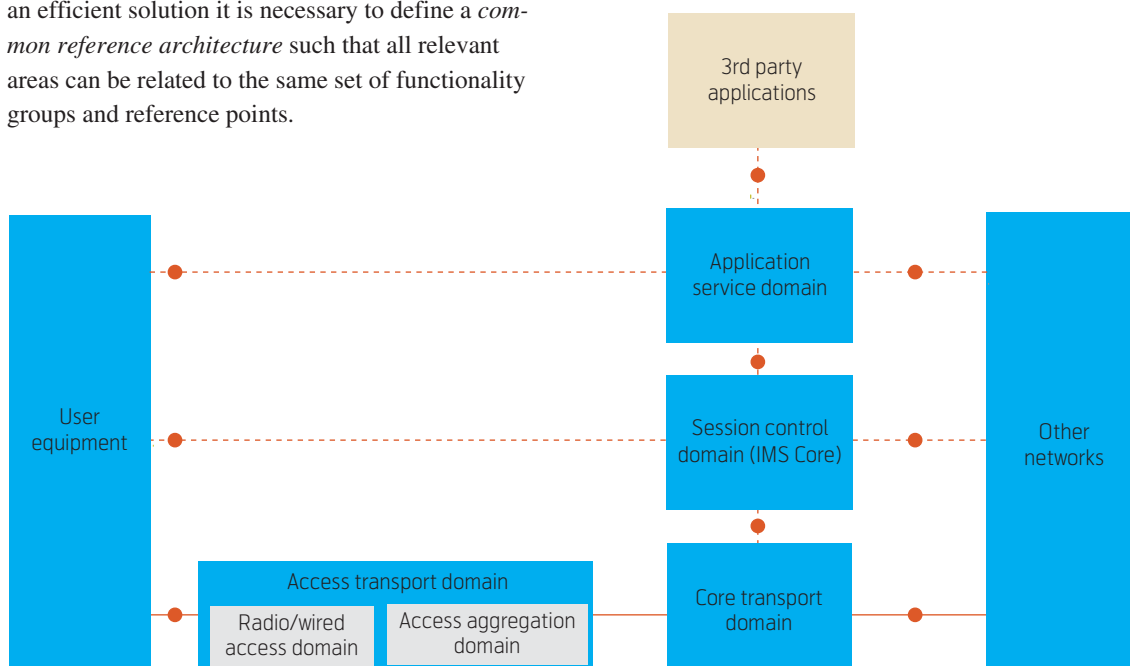 an efficient solution it is necessary to define a com-
mon reference architecture such that all relevant
areas can be related to the same set of functionality
groups and reference points.
3rd party
applications
Application
service domain
User
equipment
Session control
domain (IMS Core)
Other
networks
Access transport domain
Radio/wired
access domain
Access aggregation
domain
Core transport
domain